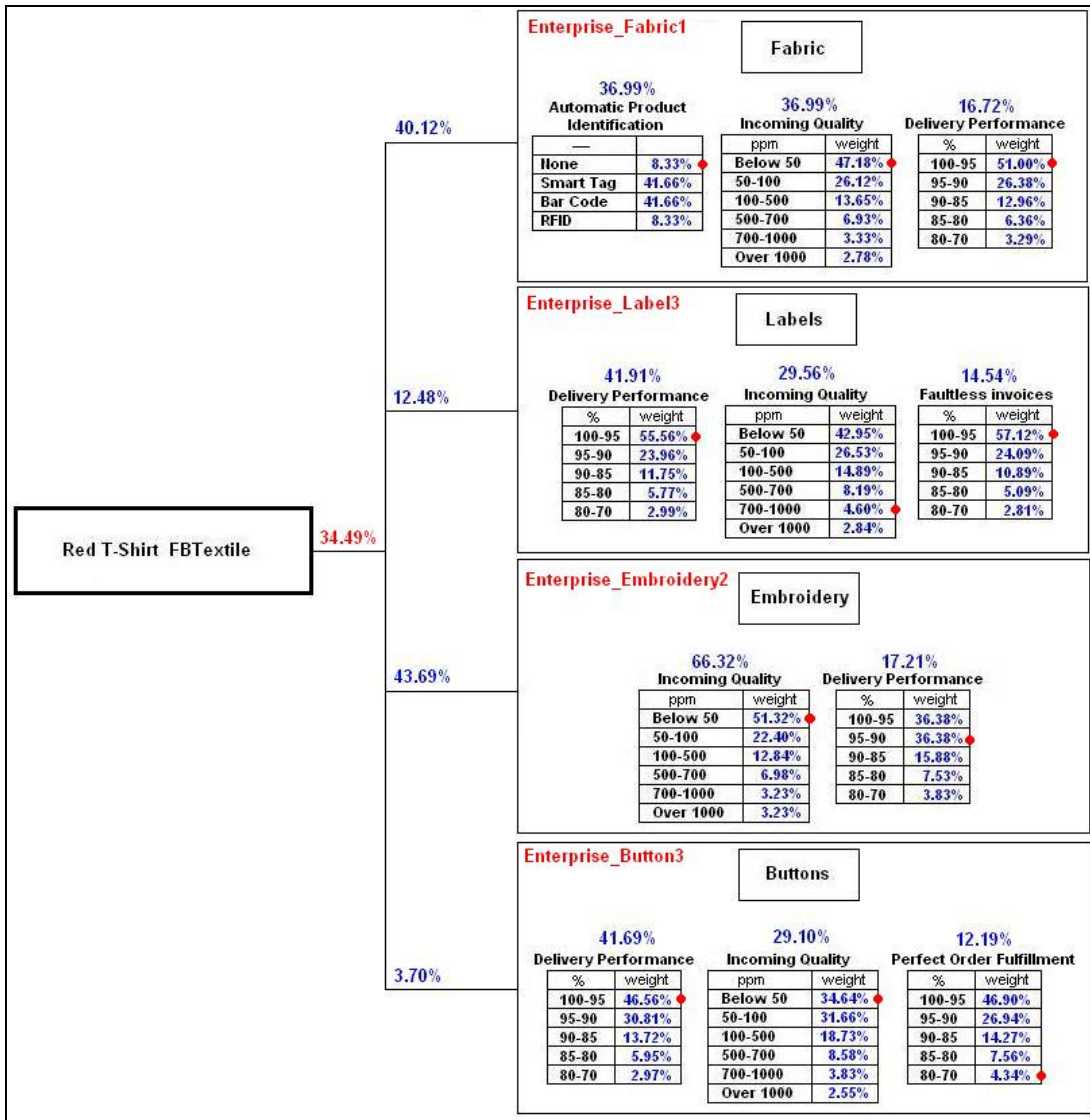 Enterprise_Fabric1
Fabric
36.99%
Automatic Product
Identification
—
None 8.33%
Smart Tag 41.66%
Bar Code 41.66%
RFID 8.33%
36.99%
Incoming Quality
ppm weight
Below 50 47.18%
50-100 26.12%
100-500 13.65%
500-700 6.93%
700-1000 3.33%
Over 1000 2.78%
16.72%
Delivery Performance
% weight
100-95 51.00%
95-90 26.38%
90-85 12.96%
85-80 6.36%
80-70 3.29%
40.12%
Enterprise_Label3
Labels
41.91%
Delivery Performance
% weight
100-95 55.56%
95-90 23.96%
90-85 11.75%
85-80 5.77%
80-70 2.99%
29.56%
Incoming Quality
ppm weight
Below 50 42.95%
50-100 26.53%
100-500 14.89%
500-700 8.19%
700-1000 4.60%
Over 1000 2.84%
14.54%
Faultless invoices
% weight
100-95 57.12%
95-90 24.09%
90-85 10.89%
85-80 5.09%
80-70 2.81%
12.48%
Red T-Shirt FBTextile
34.49%
Enterprise_Embroidery2
Embroidery
66.32%
Incoming Quality
ppm weight
Below 50 51.32%
50-100 22.40%
100-500 12.84%
500-700 6.98%
700-1000 3.23%
Over 1000 3.23%
17.21%
Delivery Performance
% weight
100-95 36.38%
95-90 36.38%
90-85 15.88%
85-80 7.53%
80-70 3.83%
43.69%
Enterprise_Button3
Buttons
41.69%
Delivery Performance
% weight
100-95 46.56%
95-90 30.81%
90-85 13.72%
85-80 5.95%
80-70 2.97%
29.10%
Incoming Quality
ppm weight
Below 50 34.64%
50-100 31.66%
100-500 18.73%
500-700 8.58%
700-1000 3.83%
Over 1000 2.55%
12.19%
Perfect Order Fulfillment
% weight
100-95 46.90%
95-90 26.94%
90-85 14.27%
85-80 7.56%
80-70 4.34%
3.70%